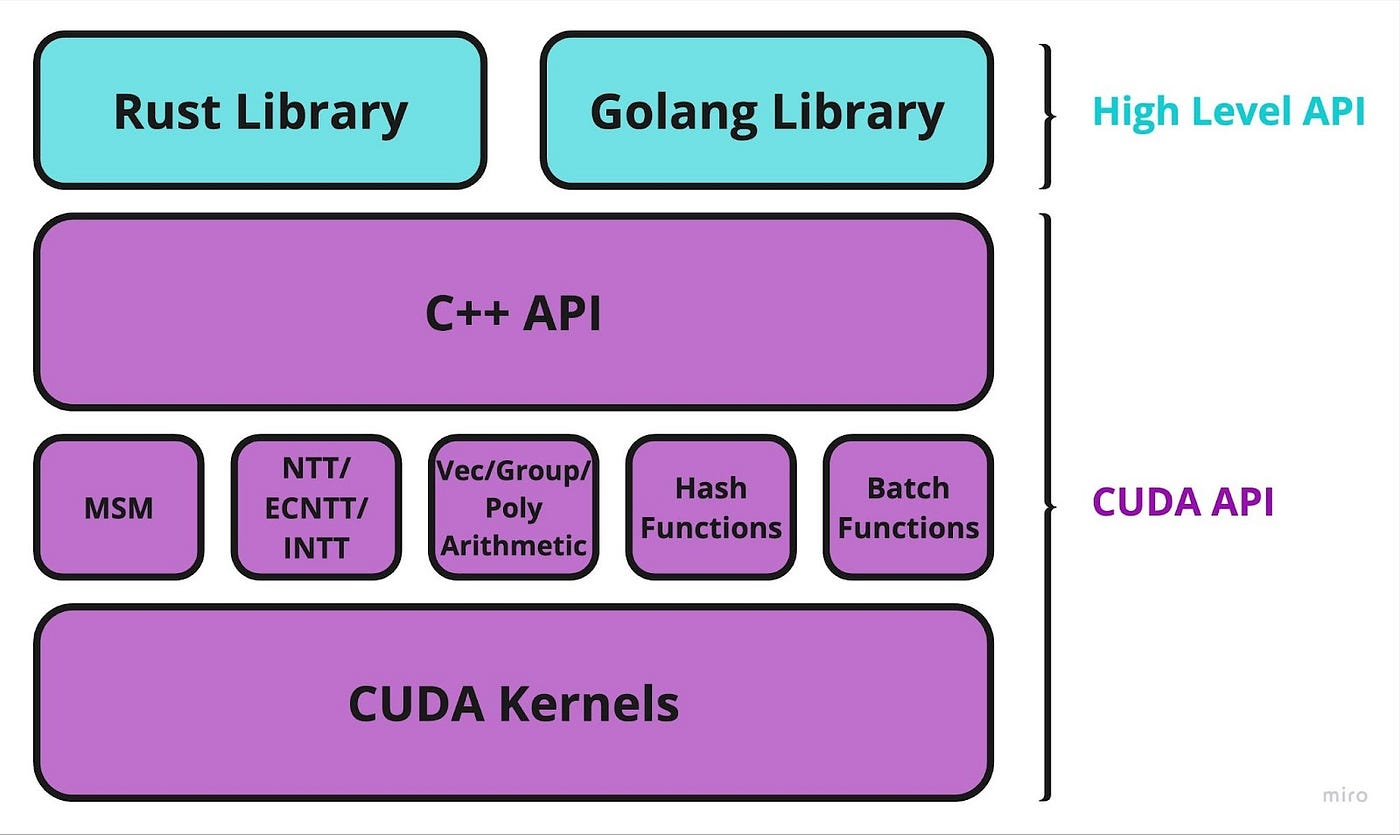 Rust Library
Golang Library
High Level API
C++ API
MSM
NTT/
ECNTT/
INTT
Vec/Group/
Poly
Arithmetic
Hash
Functions
Batch
Functions
CUDA API
CUDA Kernels
miro